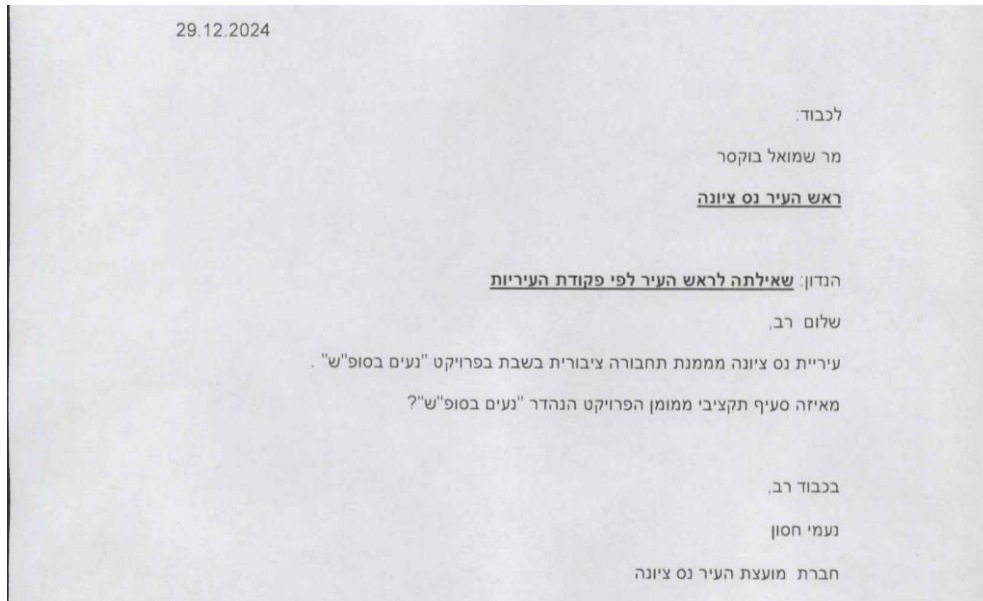 29.12.2024
לכבוד:
מר שמואל בוקסר
ראש העיר נס ציונה
הנדון: שאילתה לראש העיר לפי פקודת העיריות
שלום רב,
עיריית נס ציונה מממנת תחבורה ציבורית בשבת בפרויקט "נעים בסופ"ש" .
מאיזה סעיף תקציבי ממומן הפרויקט הנהדר "נעים בסופ"ש"?
בכבוד רב,
נעמי חסון
חברת מועצת העיר נס ציונה